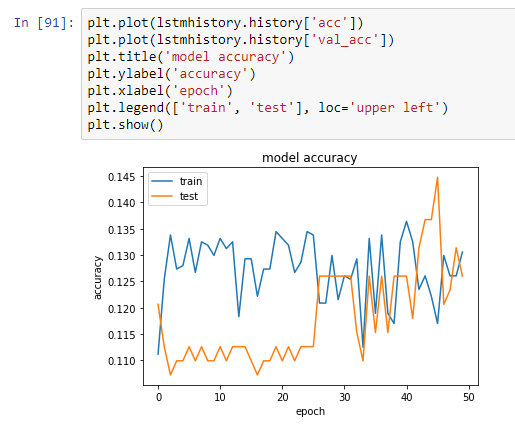 In [91]: plt.plot(lstmhistory.history['acc'])
plt.plot(lstmhistory.history['val_acc'])
plt.title('model accuracy')
plt.ylabel('accuracy')
plt.xlabel('epoch')
plt.legend(['train', 'test'], loc='upper left')
plt.show()
model accuracy
train
test
0.145
0.140
0.135
0.130
0.125
0.120
0.115
0.110
accuracy
0 10 20 30 40 50
epoch